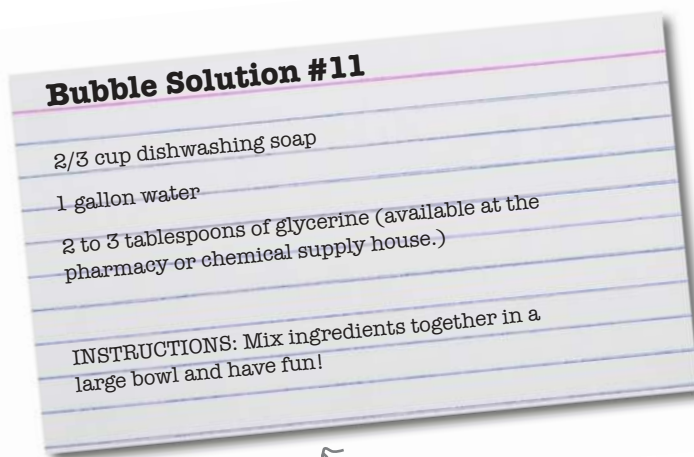 Bubble Solution #11
2/3 cup dishwashing soap
1 gallon water
2 to 3 tablespoons of glycerine (available at the
pharmacy or chemical supply house.)
INSTRUCTIONS: Mix ingredients together in a
large bowl and have fun!